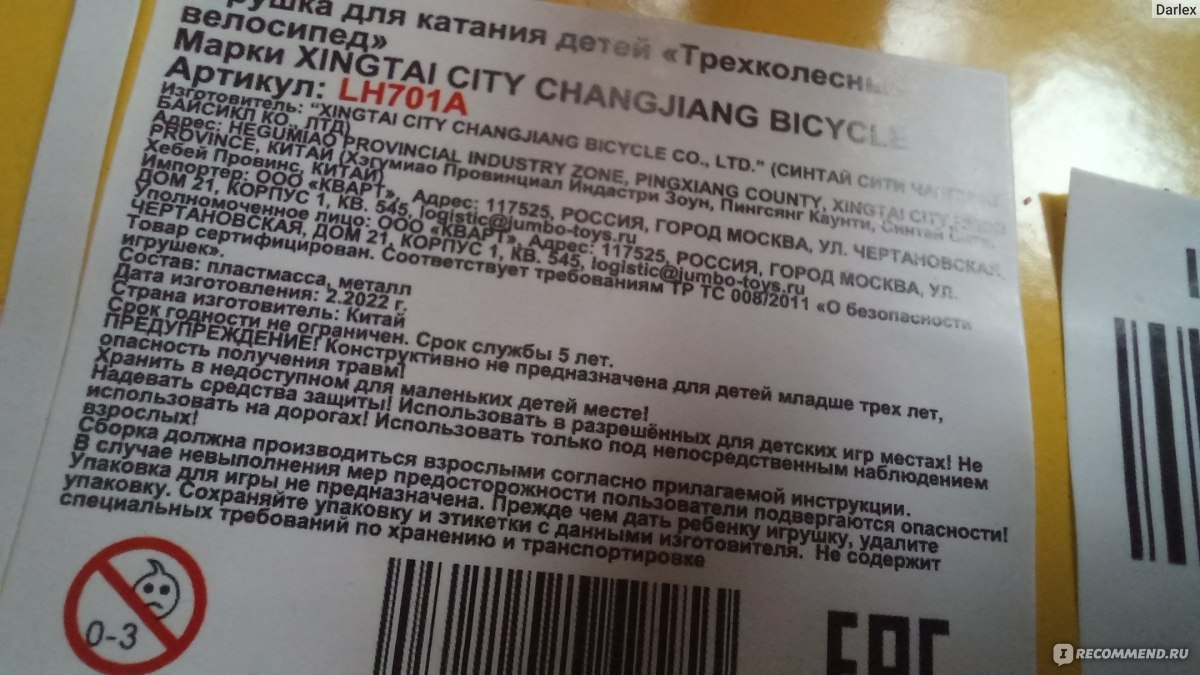 Darlex
для катания детей «Трехколесный
велосипед»
Марки XINGTAI CITY CHANGJIANG BICYCLE
Артикул: LH701A
Изготовитель: "XINGTAI CITY CHANGJIANG BICYCLE CO., LTD." (СИНТАЙ СИТИ
БАЙСИКЛ КО., ЛТД)
Адрес: HEGUMIAO PROVINCIAL INDUSTRY ZONE, PINGXIANG COUNTY, XINGTAI CITY,
PROVINCE, КИТАЙ (Хэгумиао Провинциал Индастри Зоун, Пингсянг Каунти, Синтай Сити,
Хебей Провинс, КИТАЙ)
Импортер: ООО «КВАРТ», Адрес: 117525, РОССИЯ, ГОРОД МОСКВА, УЛ. ЧЕРТАНОВСКАЯ,
ДОМ 21, КОРПУС 1, КВ. 545, logistic@jumbo-toys.ru
Уполномоченное лицо: ООО «КВАРТ», Адрес: 117525, РОССИЯ, ГОРОД МОСКВА, УЛ.
ЧЕРТАНОВСКАЯ, ДОМ 21, КОРПУС 1, КВ. 545, logistic@jumbo-toys.ru
Товар сертифицирован. Соответствует требованиям ТР ТС 008/2011 «О безопасности
игрушек».
Состав: пластмасса, металл
Дата изготовления: 2.2022 г.
Страна изготовитель: Китай
Срок годности не ограничен. Срок службы 5 лет.
ПРЕДУПРЕЖДЕНИЕ! Конструктивно не предназначена для детей младше трех лет,
опасность получения травм!
Хранить в недоступном для маленьких детей месте!
Надевать средства защиты! Использовать в разрешённых для детских игр местах! Не
использовать на дорогах! Использовать только под непосредственным наблюдением
взрослых!
Сборка должна производиться взрослыми согласно прилагаемой инструкции.
В случае невыполнения мер предосторожности пользователи подвергаются опасности!
Упаковка для игры не предназначена. Прежде чем дать ребенку игрушку, удалите
упаковку. Сохраняйте упаковку и этикетки с данными изготовителя. Не содержит
специальных требований по хранению и транспортировке
0-3
EAC
IRECOMMEND.RU